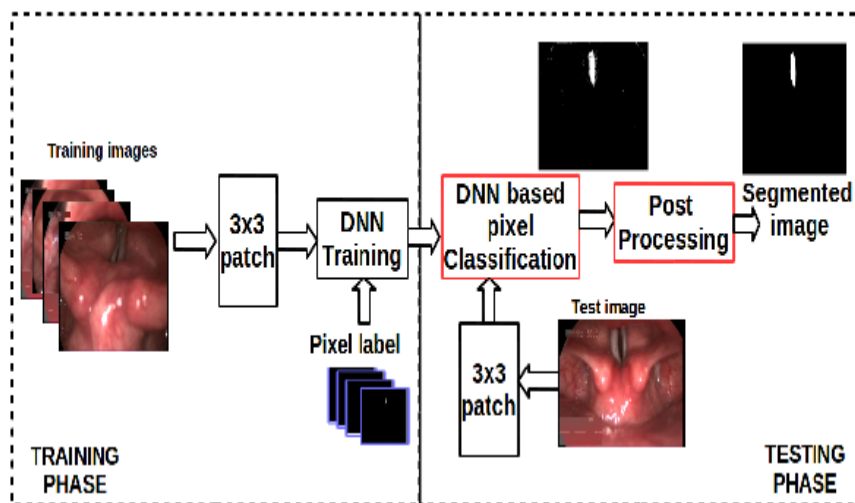 Training images
3x3
patch
DNN
Training
Pixel label
TRAINING
PHASE
DNN based
pixel
Classification
Post
Processing
Segmented
image
Test image
3x3
patch
TESTING
PHASE